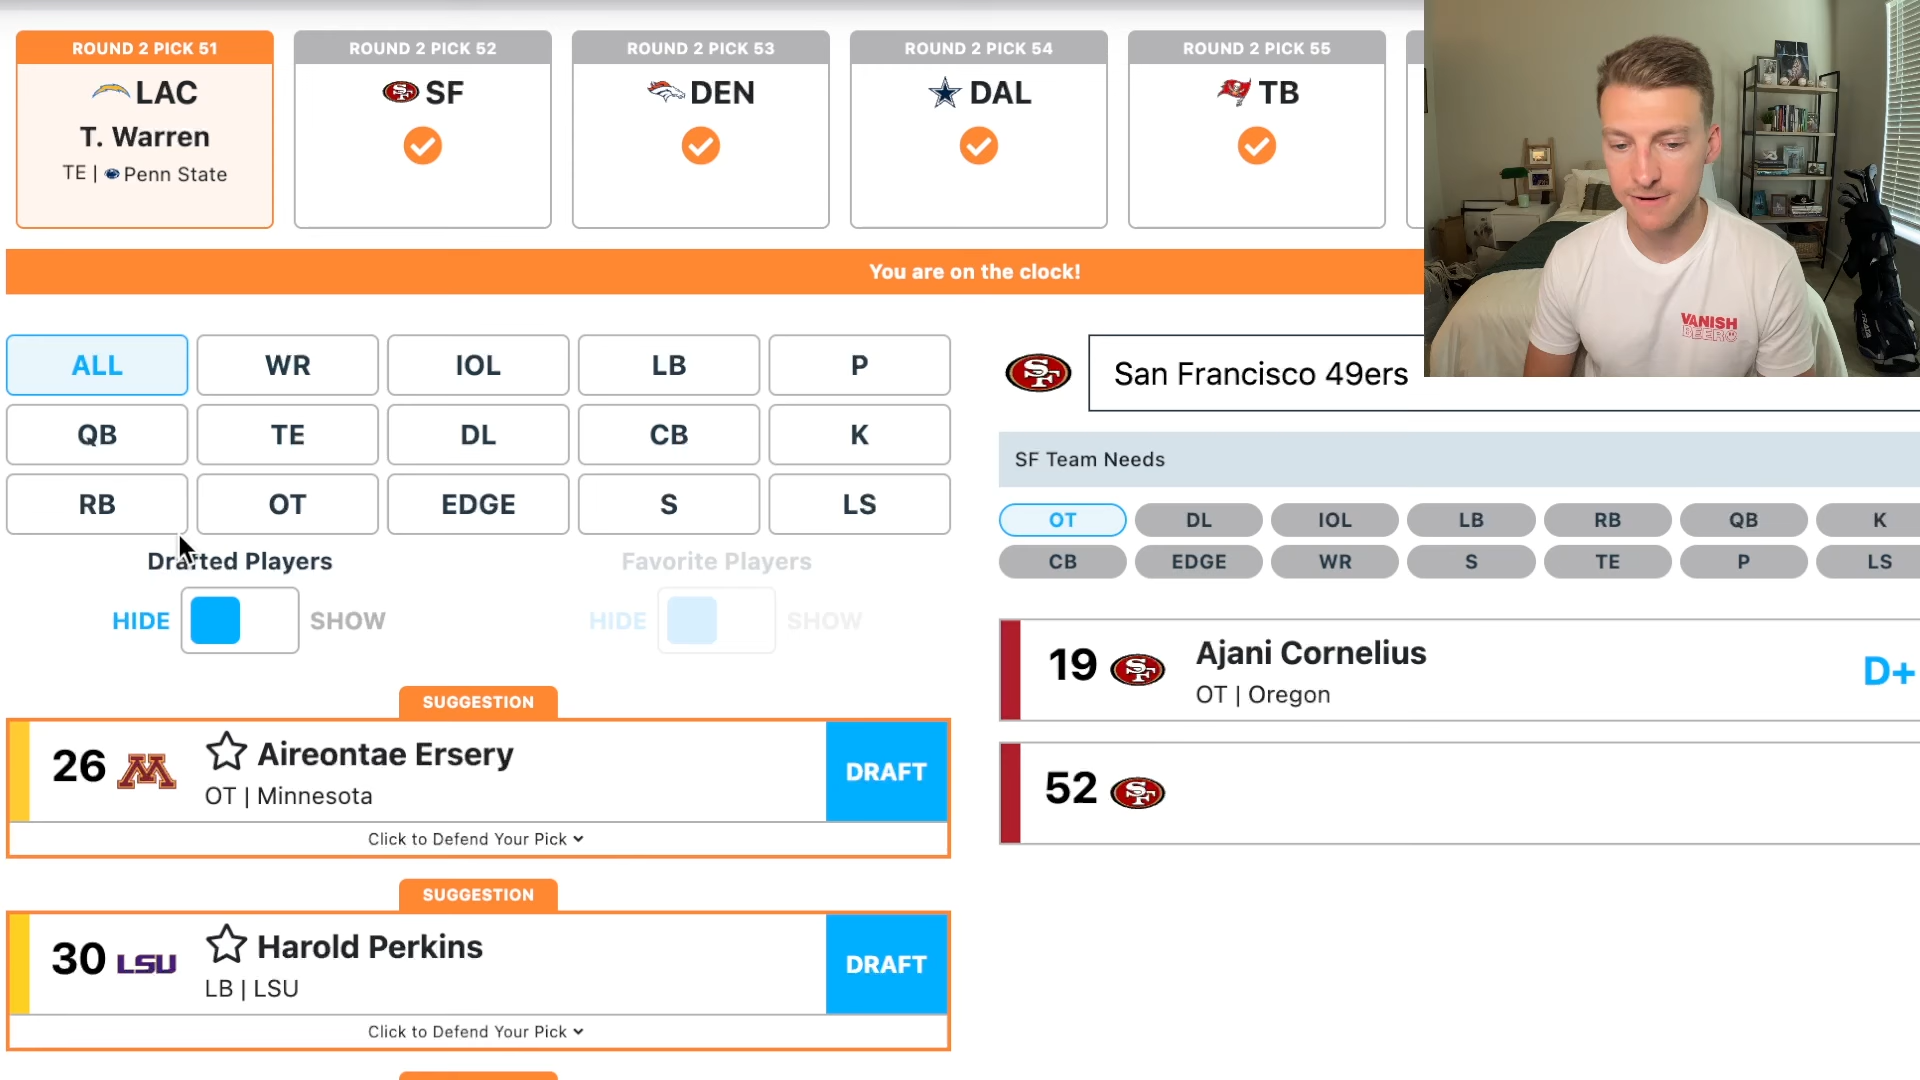 ROUND 2 PICK 51
LAC
T. Warren
TE | Penn State
ROUND 2 PICK 52
SF
ROUND 2 PICK 53
DEN
ROUND 2 PICK 54
DAL
ROUND 2 PICK 55
TB
You are on the clock!
ALL
WR
IOL
LB
P
QB
TE
DL
CB
K
RB
OT
EDGE
S
LS
Drafted Players
HIDE
SHOW
Favorite Players
HIDE
SHOW
SUGGESTION
26
Aireontae Ersery
OT | Minnesota
DRAFT
Click to Defend Your Pick
SUGGESTION
30 LSU
Harold Perkins
LB | LSU
DRAFT
Click to Defend Your Pick
San Francisco 49ers
SF Team Needs
OT
DL
IOL
LB
RB
QB
K
CB
EDGE
WR
S
TE
P
LS
19
Ajani Cornelius
OT | Oregon
D+
52
VANISH
BEER